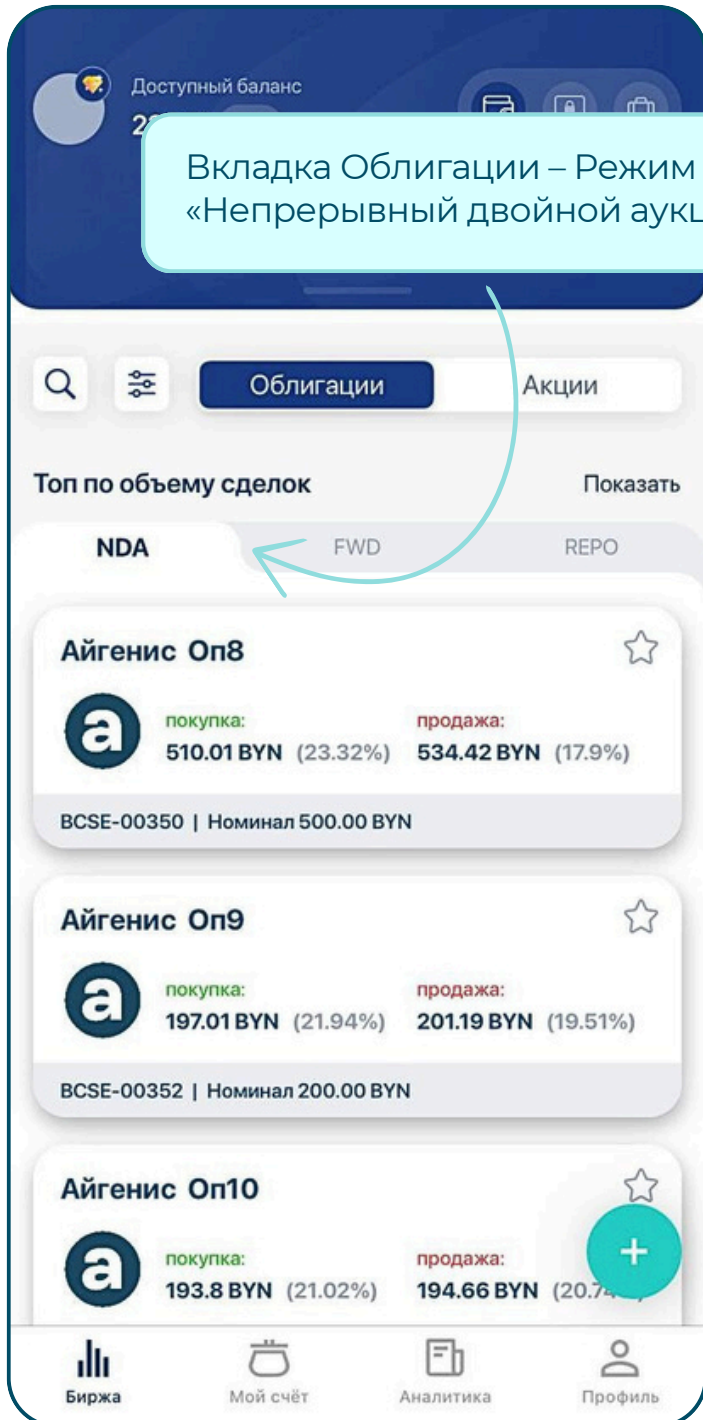 Доступный баланс
Вкладка Облигации – Режим
«Непрерывный двойной аукц
Облигации
Акции
Топ по объему сделок
Показать
NDA
FWD
REPO
Айгенис Оп8
a
покупка:
продажа:
510.01 BYN (23.32%)
534.42 BYN (17.9%)
BCSE-00350 | Номинал 500.00 BYN
Айгенис Оп9
a
покупка:
продажа:
197.01 BYN (21.94%)
201.19 BYN (19.51%)
BCSE-00352 | Номинал 200.00 BYN
Айгенис Оп10
a
покупка:
продажа:
+
193.8 BYN (21.02%)
194.66 BYN
Биржа
Мой счёт
Аналитика
Профиль